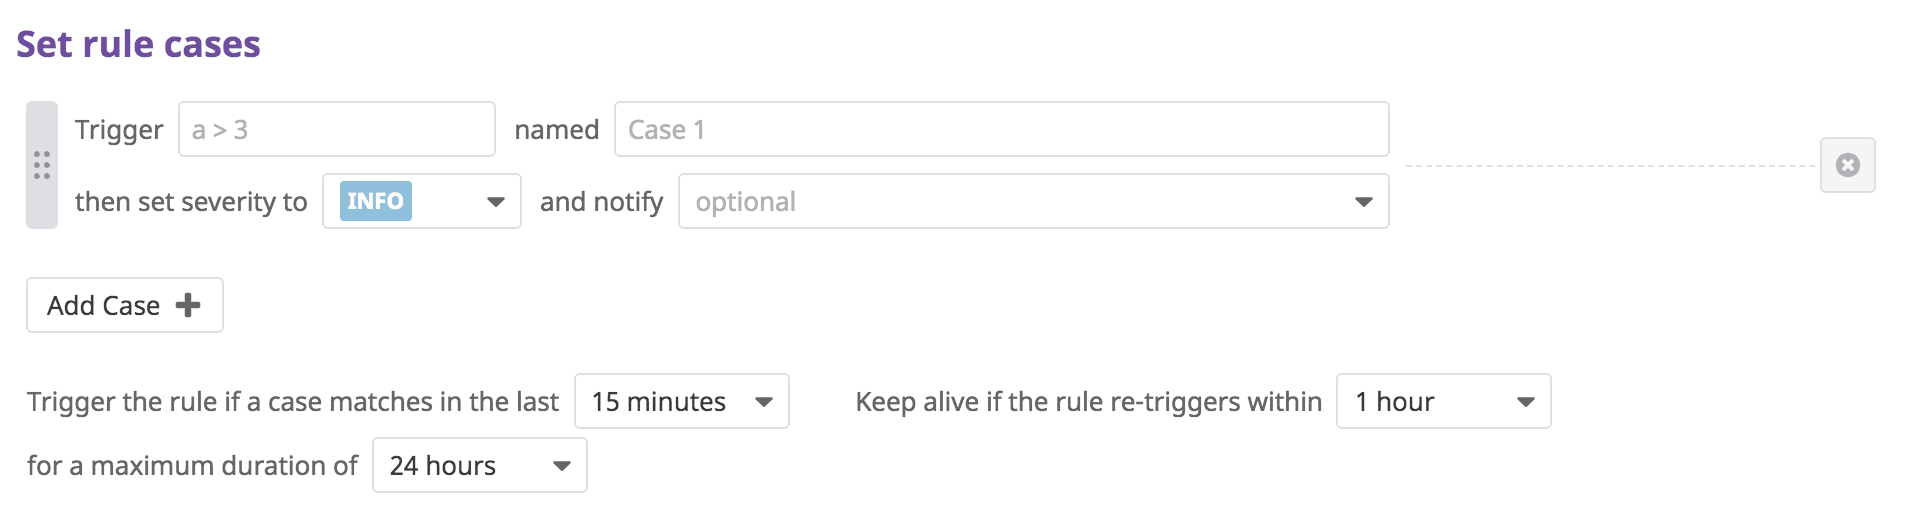 Set rule cases
Trigger a > 3 named Case 1
then set severity to INFO and notify optional
Add Case
Trigger the rule if a case matches in the last 15 minutes Keep alive if the rule re-triggers within 1 hour
for a maximum duration of 24 hours